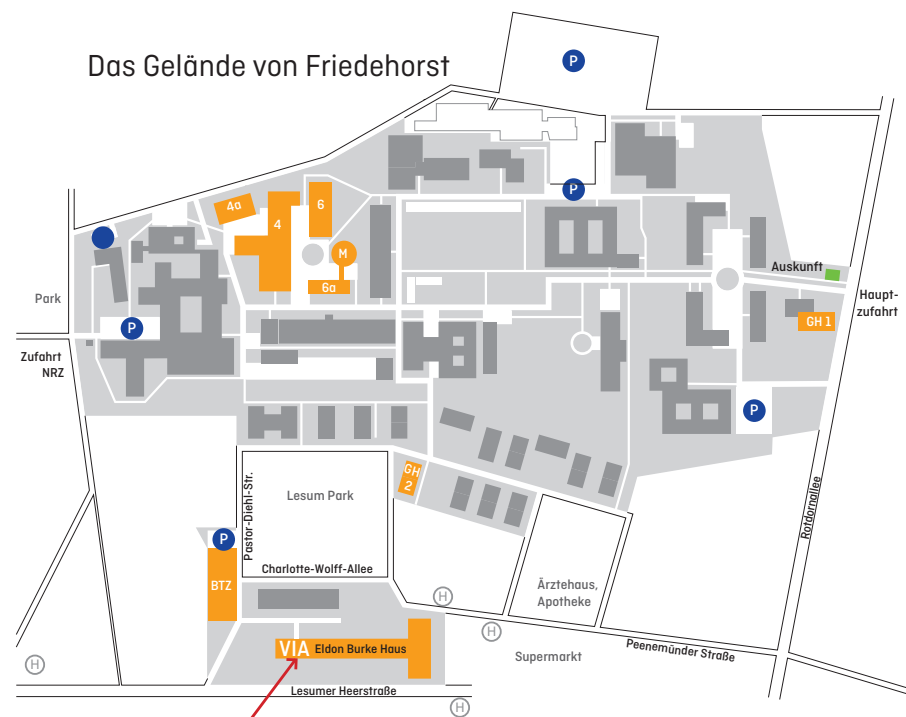 Das Gelände von Friedehorst
P
P
4a
4
6
M
6a
Auskunft
Park
Haupt-
zufahrt
GH 1
P
Zufahrt
NRZ
P
GH
2
Pastor-Diehl-Str.
Lesum Park
Rotdornallee
P
Charlotte-Wolff-Allee
BTZ
Ärztehaus,
Apotheke
H
H
VIA Eldon Burke Haus
Supermarkt
Peenemünder Straße
H
Lesumer Heerstraße
H